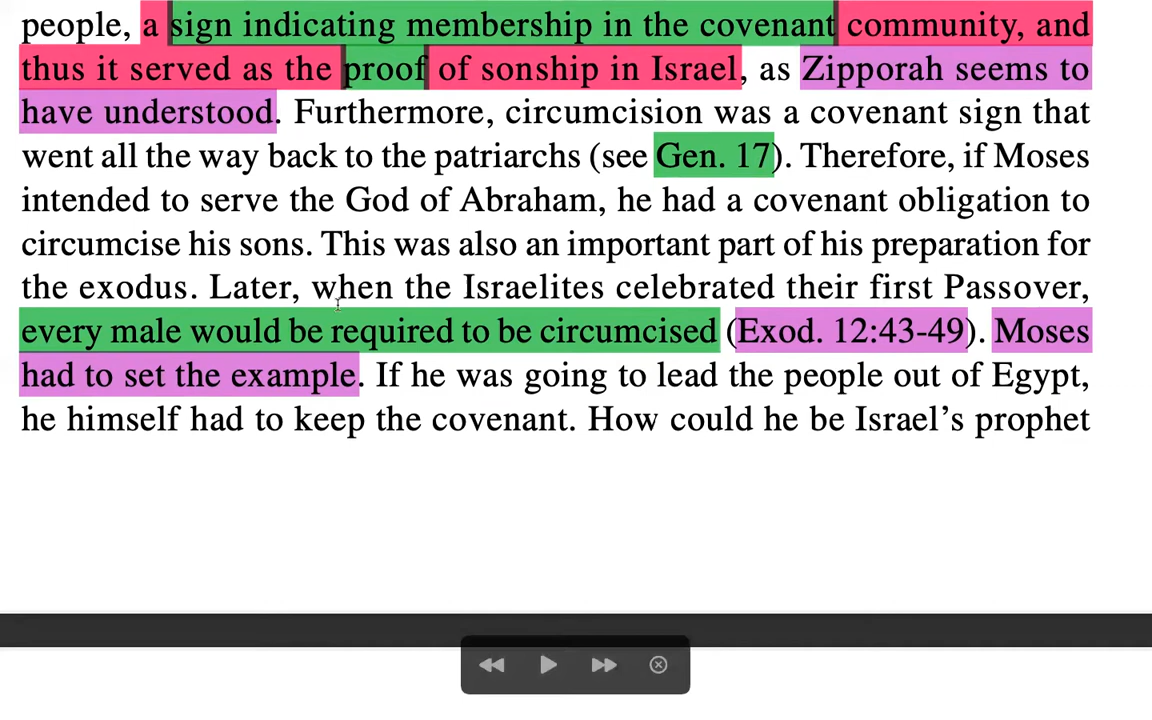 people, a sign indicating membership in the covenant community, and
thus it served as the proof of sonship in Israel, as Zipporah seems to
have understood. Furthermore, circumcision was a covenant sign that
went all the way back to the patriarchs (see Gen. 17). Therefore, if Moses
intended to serve the God of Abraham, he had a covenant obligation to
circumcise his sons. This was also an important part of his preparation for
the exodus. Later, when the Israelites celebrated their first Passover,
every male would be required to be circumcised (Exod. 12:43-49). Moses
had to set the example. If he was going to lead the people out of Egypt,
he himself had to keep the covenant. How could he be Israel’s prophet